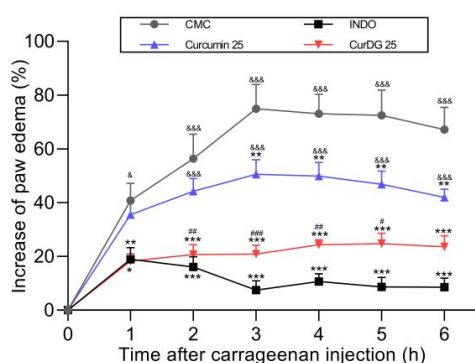 CMC INDO
Curcumin 25 CurDG 25
Increase of paw edema (%)
100
80
60
40
20
0
& &&& &&& &&& &&& &&&
&&& &&& ** &&& ** &&& ** &&& **
** ## *** ### *** ## *** # *** ***
* *** *** *** *** ***
0 1 2 3 4 5 6
Time after carrageenan injection (h)